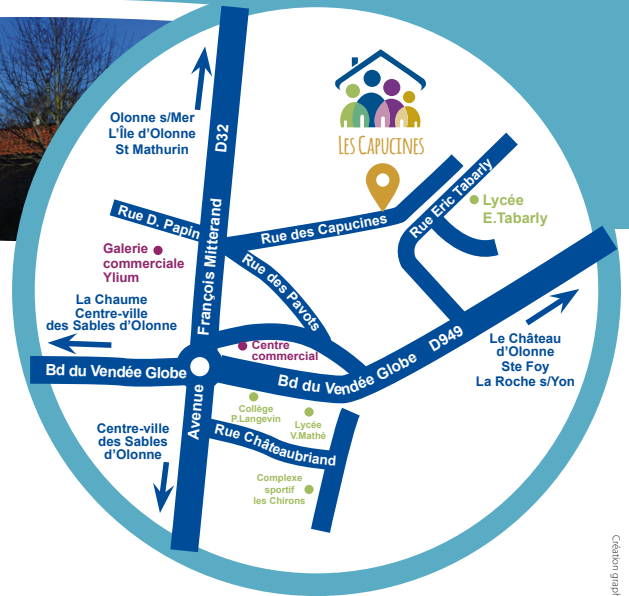 Olonne s/Mer
L'Île d'Olonne
St Mathurin
D32
LES CAPUCINES
Rue D. Papin
Rue des Capucines
Rue Eric Tabarly
Lycée
E.Tabarly
Galerie
commerciale
Ylium
François Mitterand
Rue des Pavots
La Chaume
Centre-ville
des Sables d'Olonne
Centre
commercial
D949
Le Château
d'Olonne
Ste Foy
La Roche s/Yon
Bd du Vendée Globe
Bd du Vendée Globe
Avenue
Collège
P.Langevin
Lycée
V.Mathé
Centre-ville
des Sables
d'Olonne
Rue Châteaubriand
Complexe
sportif
les Chirons
Création graph